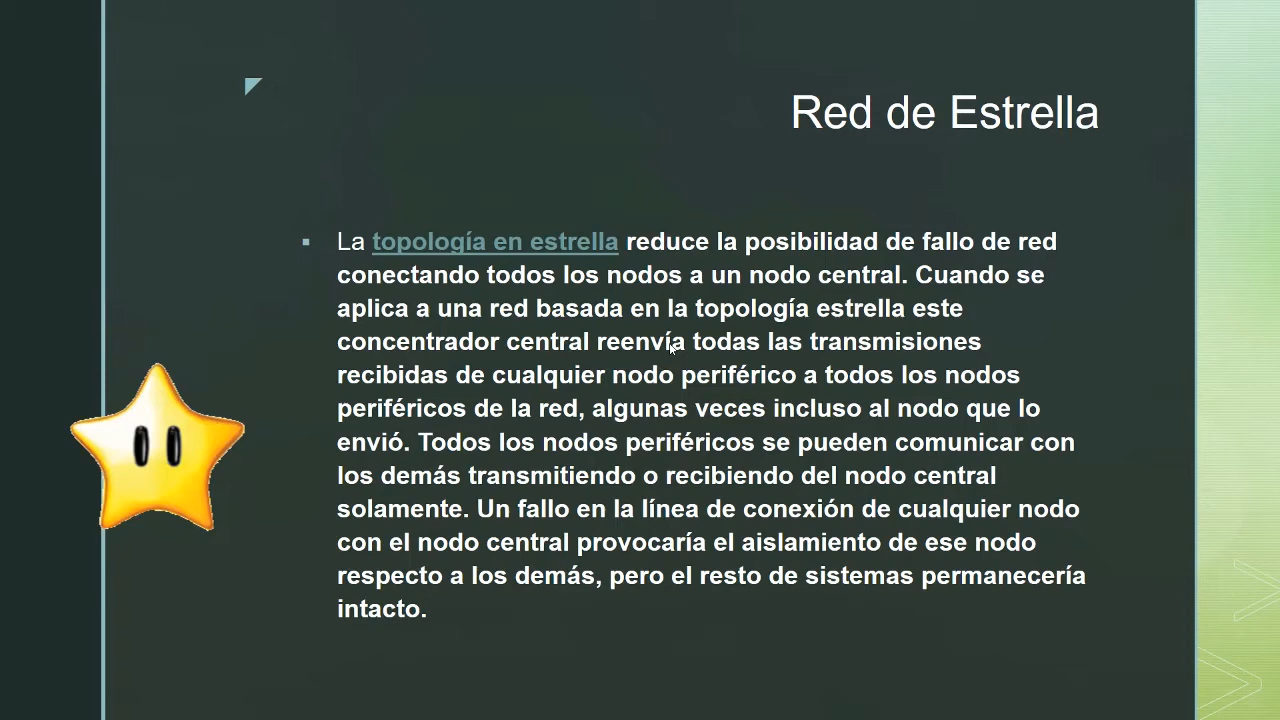 Red de Estrella
La topología en estrella reduce la posibilidad de fallo de red
conectando todos los nodos a un nodo central. Cuando se
aplica a una red basada en la topología estrella este
concentrador central reenvía todas las transmisiones
recibidas de cualquier nodo periférico a todos los nodos
periféricos de la red, algunas veces incluso al nodo que lo
envió. Todos los nodos periféricos se pueden comunicar con
los demás transmitiendo o recibiendo del nodo central
solamente. Un fallo en la línea de conexión de cualquier nodo
con el nodo central provocaría el aislamiento de ese nodo
respecto a los demás, pero el resto de sistemas permanecería
intacto.